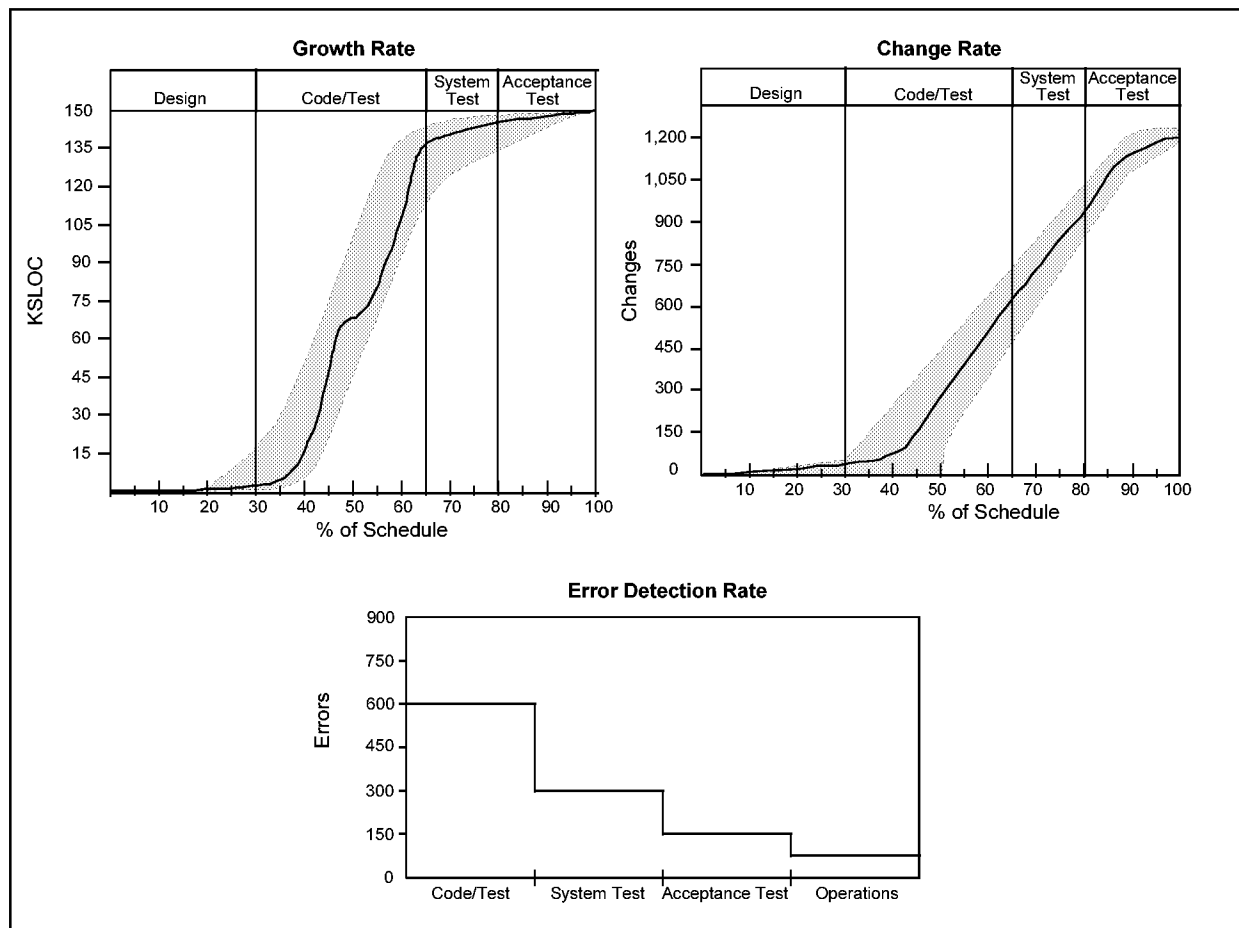 Growth Rate
Design
Code/Test
System
Test
Acceptance
Test
150
135
120
105
90
75
60
45
30
15
KSLOC
10 20 30 40 50 60 70 80 90 100
% of Schedule
Change Rate
Design
Code/Test
System
Test
Acceptance
Test
1,200
1,050
900
750
600
450
300
150
0
Changes
10 20 30 40 50 60 70 80 90 100
% of Schedule
Error Detection Rate
900
750
600
450
300
150
0
Errors
Code/Test System Test Acceptance Test Operations